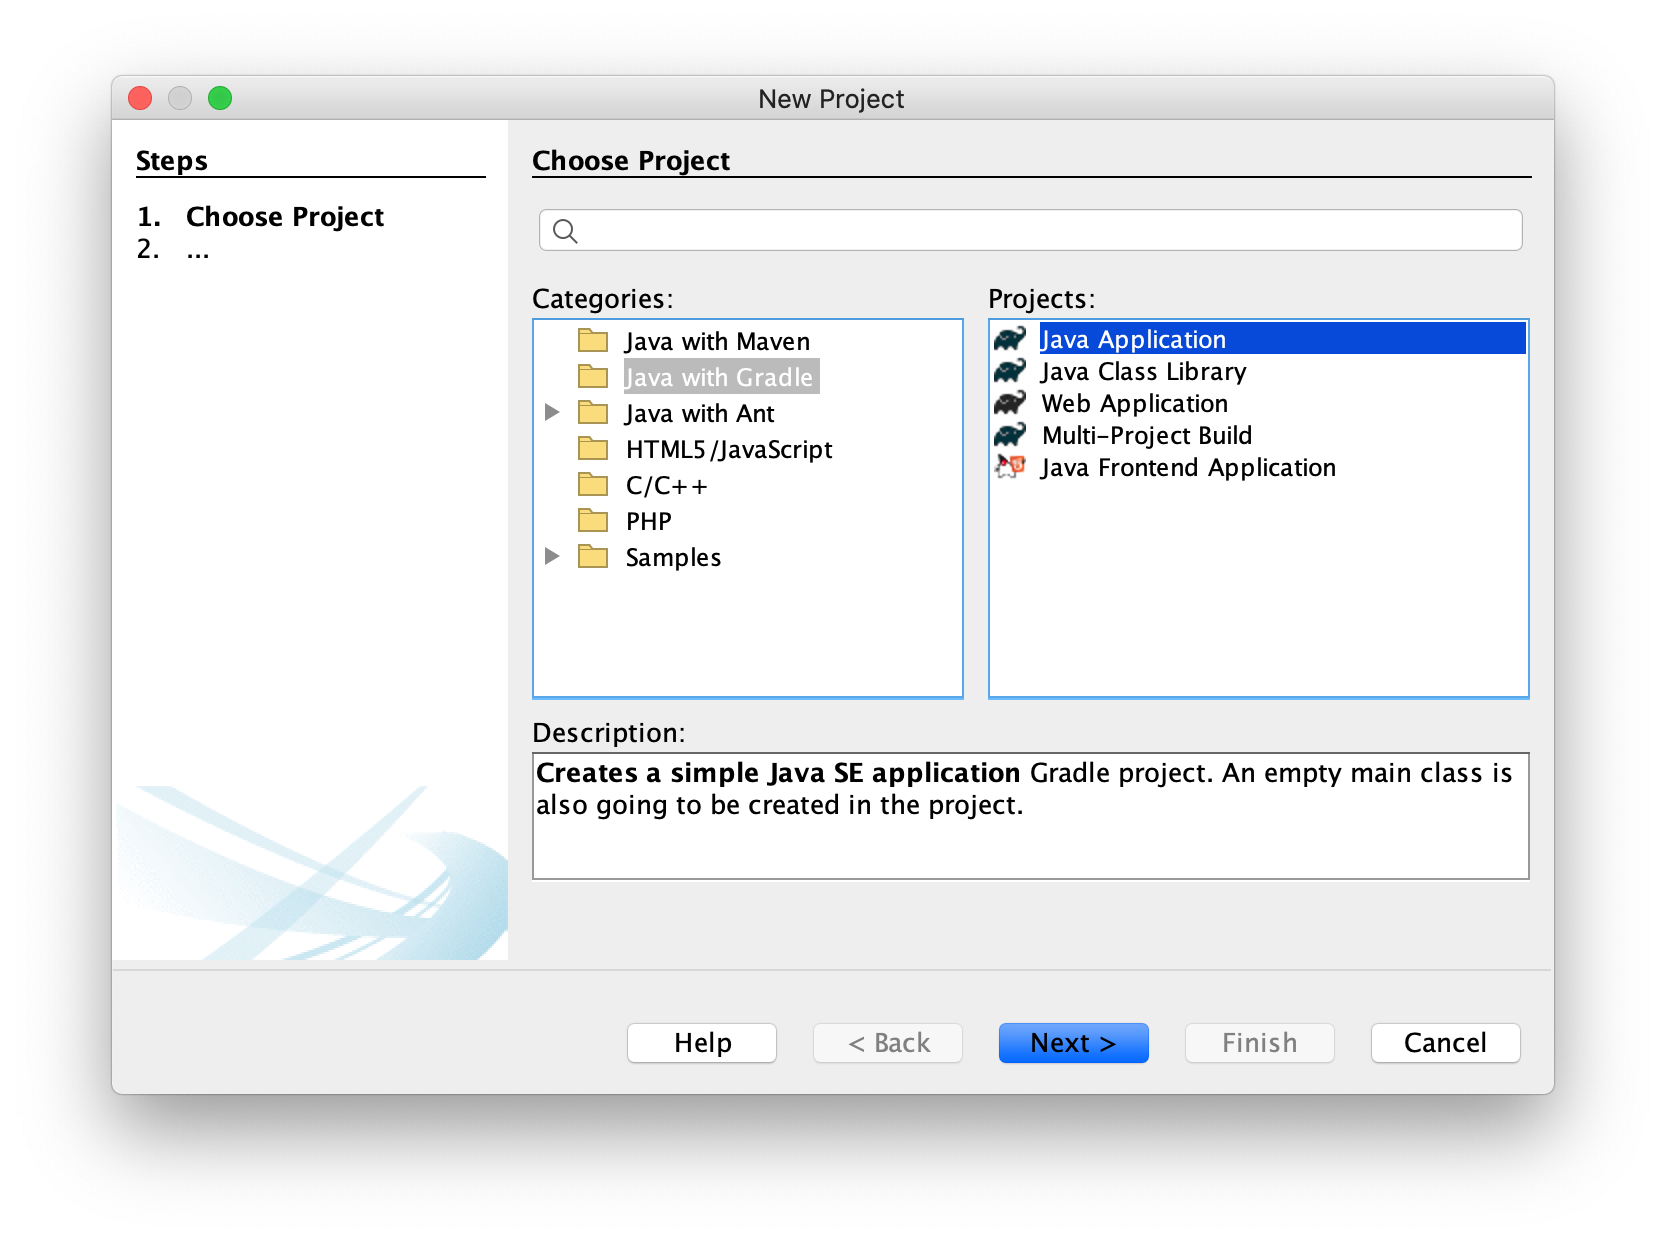 New Project
Steps
1. Choose Project
2. ...
Choose Project
Categories:
Java with Maven
Java with Gradle
Java with Ant
HTML5/JavaScript
C/C++
PHP
Samples
Projects:
Java Application
Java Class Library
Web Application
Multi-Project Build
Java Frontend Application
Description:
Creates a simple Java SE application Gradle project. An empty main class is
also going to be created in the project.
Help
< Back
Next >
Finish
Cancel